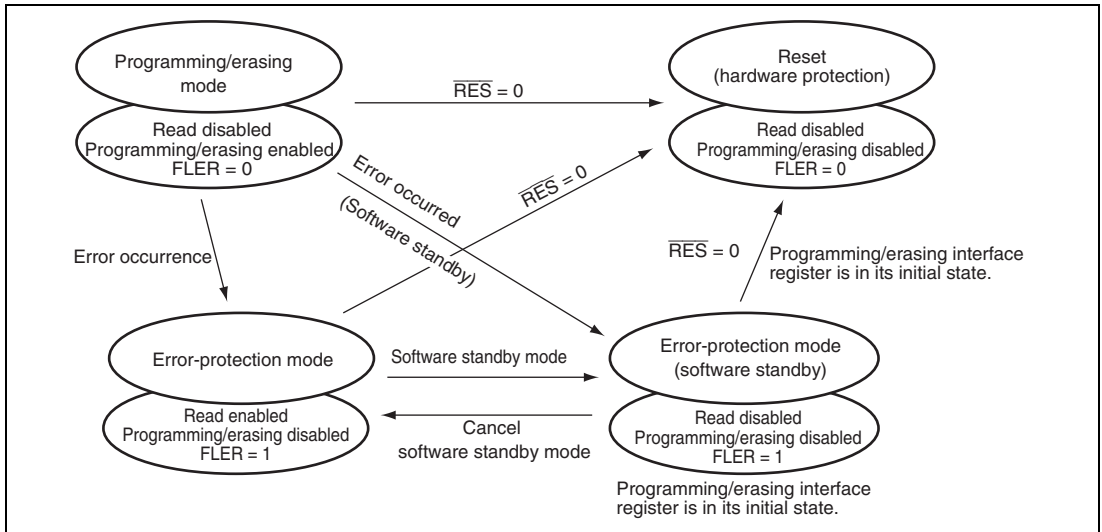 Programming/erasing
mode
Read disabled
Programming/erasing enabled
FLER = 0
RES = 0
Reset
(hardware protection)
Read disabled
Programming/erasing disabled
FLER = 0
Error occurred
(Software standby)
RES = 0
Error occurrence
RES = 0
Programming/erasing interface
register is in its initial state.
Error-protection mode
Read enabled
Programming/erasing disabled
FLER = 1
Software standby mode
Cancel
software standby mode
Error-protection mode
(software standby)
Read disabled
Programming/erasing disabled
FLER = 1
Programming/erasing interface
register is in its initial state.